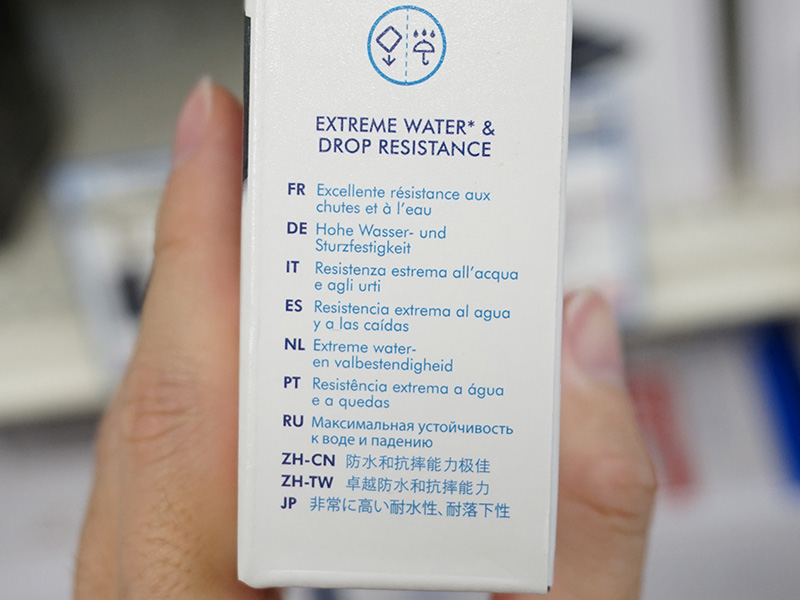 EXTREME WATER* &
DROP RESISTANCE
FR Excellente résistance aux
chutes et à l'eau
DE Hohe Wasser- und
Sturzfestigkeit
IT Resistenza estrema all'acqua
e agli urti
ES Resistencia extrema al agua
y a las caídas
NL Extreme water-
en valbestendigheid
PT Resistência extrema a água
e a quedas
RU Максимальная устойчивость
к воде и падению
ZH-CN 防水和抗摔能力极佳
ZH-TW 卓越防水和抗摔能力
JP 非常に高い耐水性、耐落下性